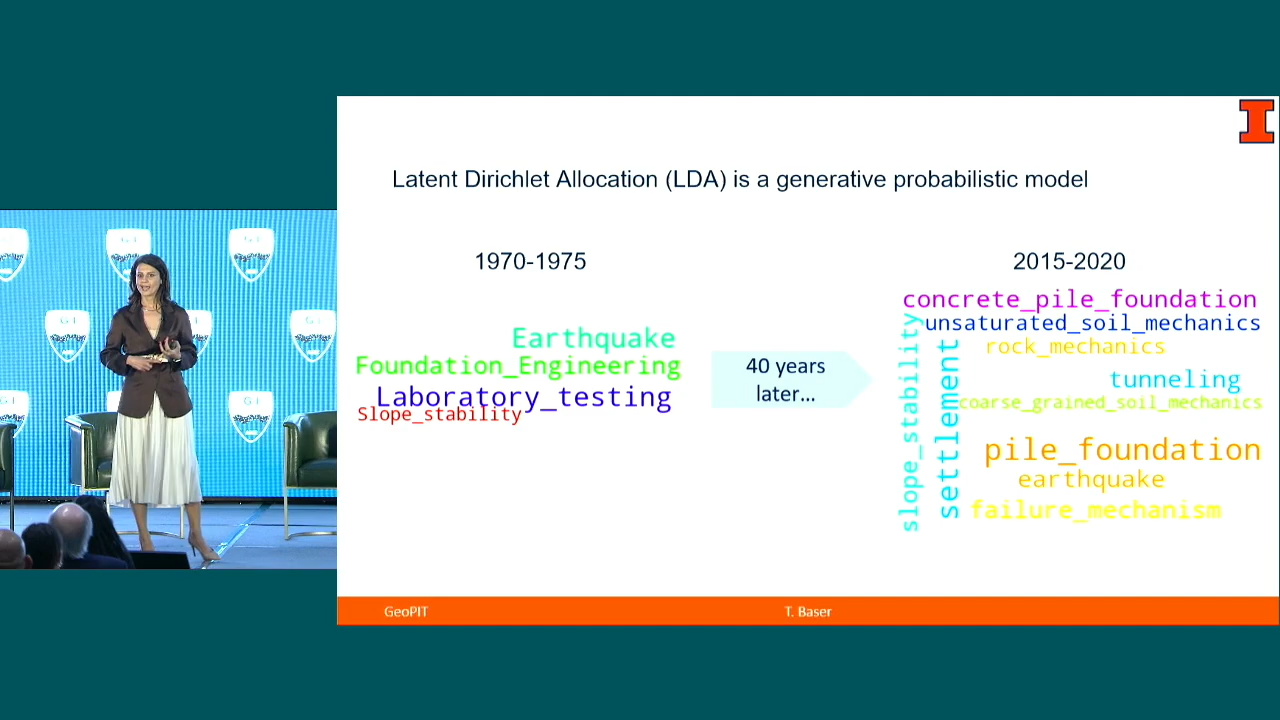 Latent Dirichlet Allocation (LDA) is a generative probabilistic model
1970-1975
Earthquake
Foundation_Engineering
Laboratory_testing
Slope_stability
40 years
later...
2015-2020
concrete_pile_foundation
unsaturated_soil_mechanics
rock_mechanics
tunneling
coarse_grained_soil_mechanics
pile_foundation
earthquake
failure_mechanism
slope_stability
settlement
GeoPIT
T. Baser
I
G I
G I
G I
G I
G I